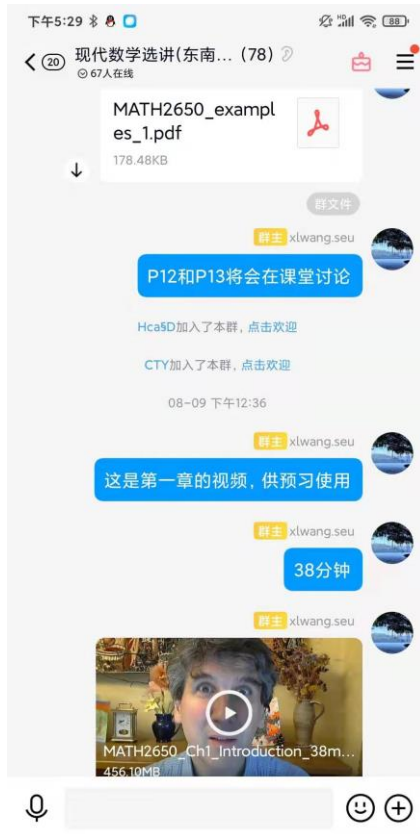 下午5:29
HD
88
20
现代数学选讲(东南... (78)
67人在线
MATH2650_exampl
es_1.pdf
178.48KB
群文件
群主 xlwang.seu
P12和P13将会在课堂讨论
Hca§D加入了本群，点击欢迎
CTY加入了本群，点击欢迎
08-09 下午12:36
群主 xlwang.seu
这是第一章的视频，供预习使用
群主 xlwang.seu
38分钟
群主 xlwang.seu
MATH2650_Ch1_Introduction_38m...
456.10MB